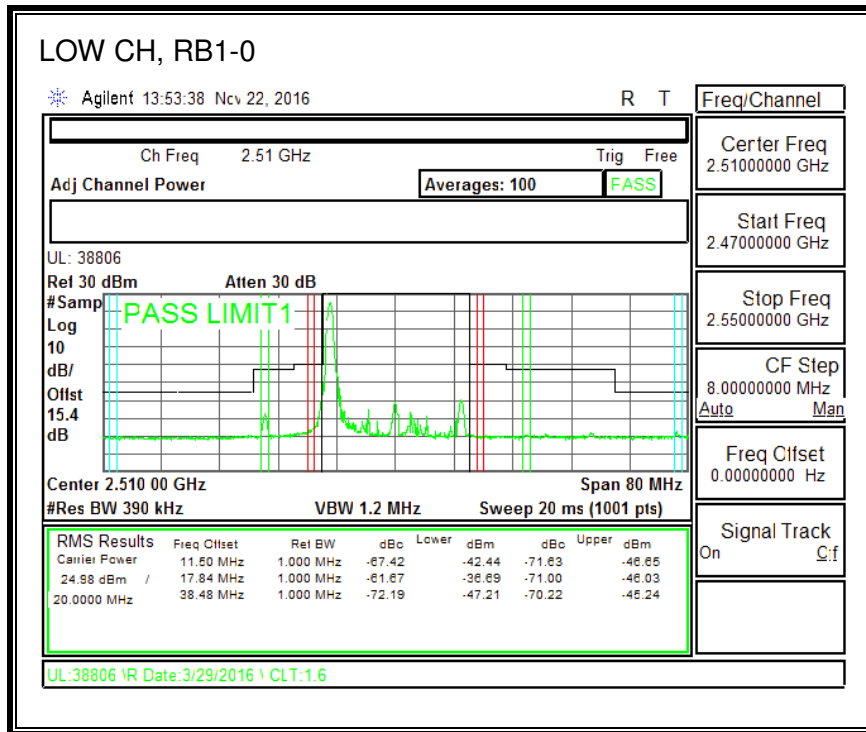 LOW CH, RB1-0
Agilent 13:53:38 Nov 22, 2016 R T
Ch Freq 2.51 GHz Trig Free
Adj Channel Power Averages: 100 PASS
UL: 38806
Ref 30 dBm Atten 30 dB
#Samp
Log
10
dB/
Offst
15.4
dB
PASS LIMIT1
Center 2.510 00 GHz Span 80 MHz
#Res BW 390 kHz VBW 1.2 MHz Sweep 20 ms (1001 pts)
RMS Results Freq Offset Ref BW dBc Lower dBm dBc Upper dBm
Carrier Power 11.50 MHz 1.000 MHz -67.42 -42.44 -71.63 -46.65
24.98 dBm / 17.84 MHz 1.000 MHz -61.67 -36.69 -71.00 -46.03
20.0000 MHz 38.48 MHz 1.000 MHz -72.19 -47.21 -70.22 -45.24
UL:38806 \R Date:3/29/2016 \ CLT:1.6
Freq/Channel
Center Freq
2.51000000 GHz
Start Freq
2.47000000 GHz
Stop Freq
2.55000000 GHz
CF Step
8.00000000 MHz
Auto Man
Freq Offset
0.00000000 Hz
Signal Track
On Off